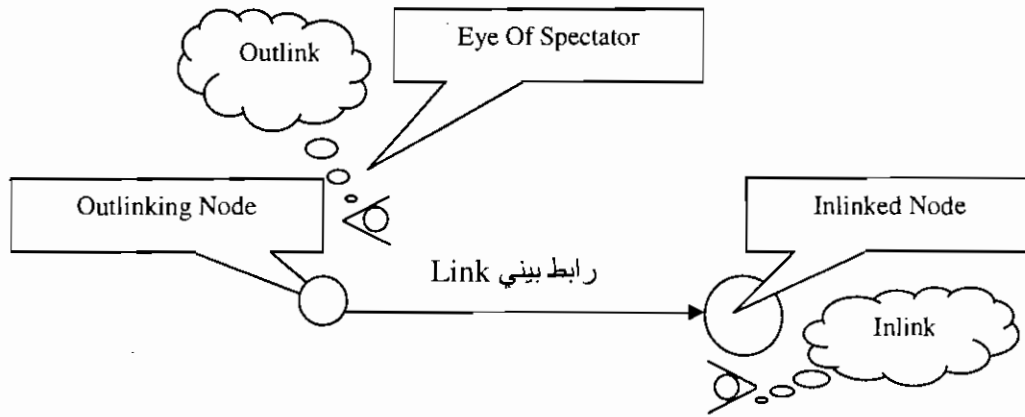 Outlink
Eye Of Spectator
Outlinking Node
Inlinked Node
Link رابط بيني
Inlink